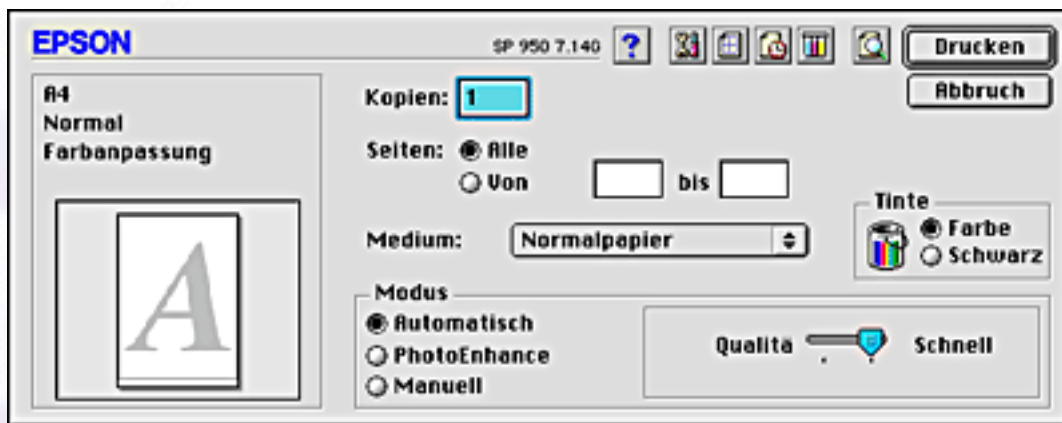 EPSON
SP 950 7.140
?
Drucken
Abbruch
A4
Normal
Farbanpassung
A
Kopien: 1
Seiten: Alle
Von bis
Medium: Normalpapier
Tinte
Farbe
Schwarz
Modus
Automatisch
PhotoEnhance
Manuell
Qualitä Schnell